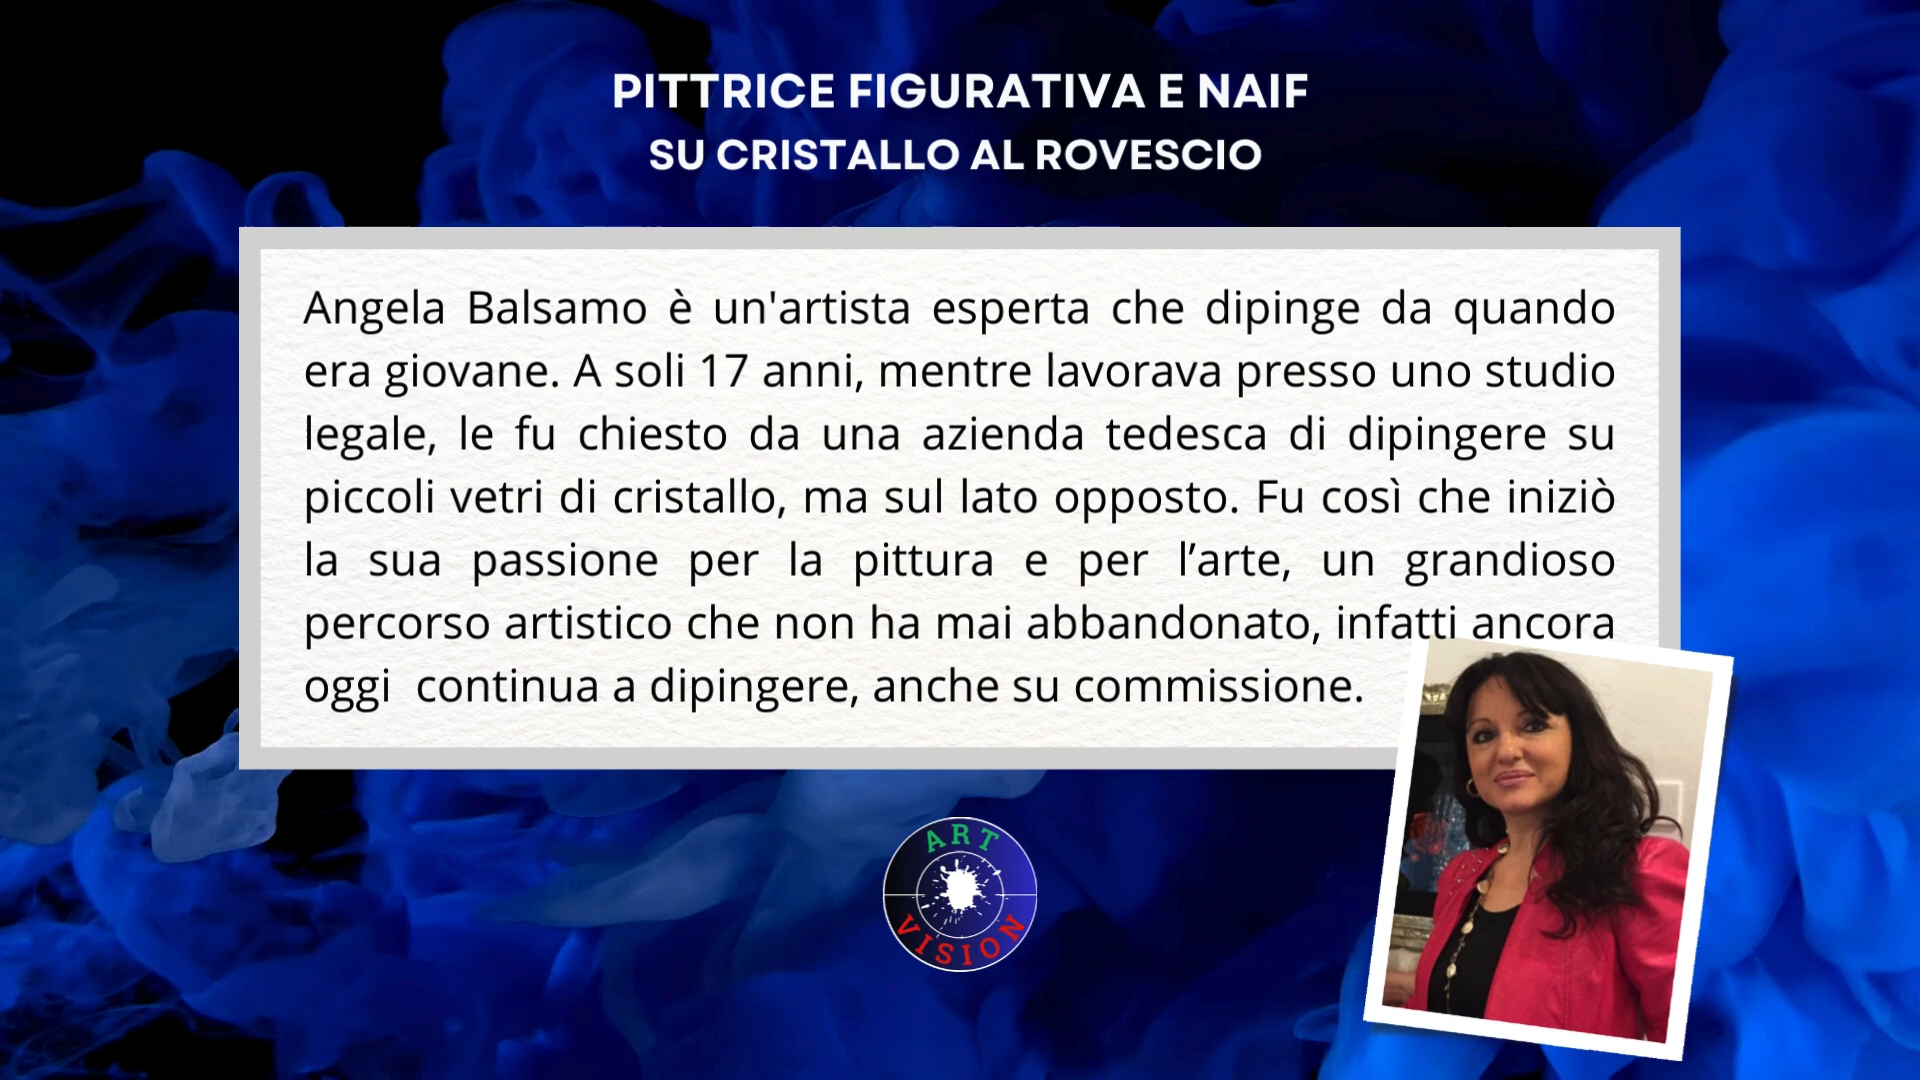 PITTRICE FIGURATIVA E NAIF
SU CRISTALLO AL ROVESCIO
Angela Balsamo è un'artista esperta che dipinge da quando
era giovane. A soli 17 anni, mentre lavorava presso uno studio
legale, le fu chiesto da una azienda tedesca di dipingere su
piccoli vetri di cristallo, ma sul lato opposto. Fu così che iniziò
la sua passione per la pittura e per l’arte, un grandioso
percorso artistico che non ha mai abbandonato, infatti ancora
oggi  continua a dipingere, anche su commissione.
ART
VISION